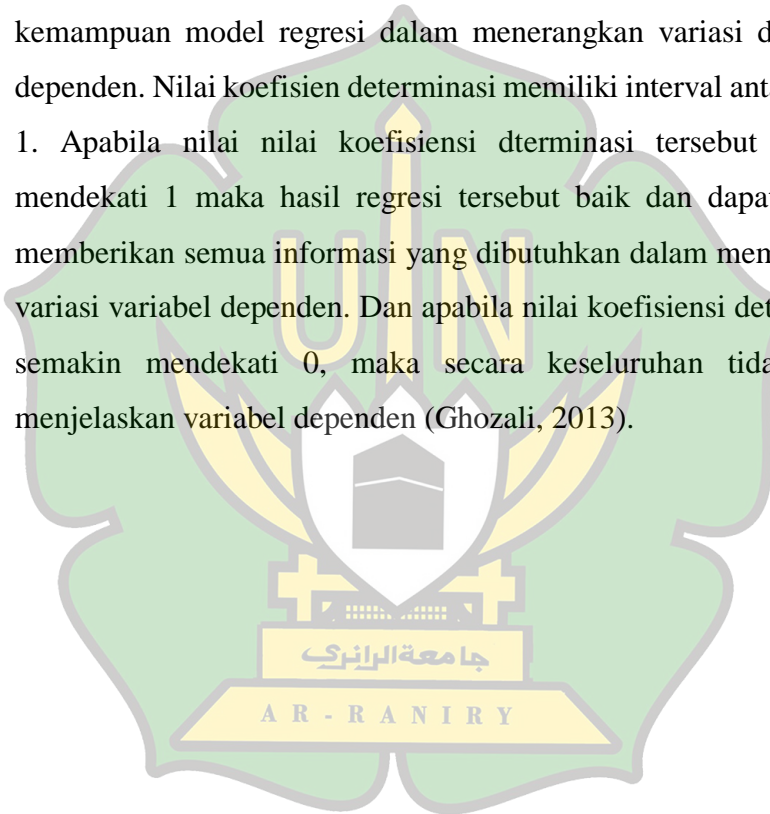 kemampuan model regresi dalam menerangkan variasi d
dependen. Nilai koefisien determinasi memiliki interval ant
1. Apabila nilai nilai koefisiensi dterminasi tersebut
mendekati 1 maka hasil regresi tersebut baik dan dapa
memberikan semua informasi yang dibutuhkan dalam mem
variasi variabel dependen. Dan apabila nilai koefisiensi det
semakin mendekati 0, maka secara keseluruhan tida
menjelaskan variabel dependen (Ghozali, 2013).
UIN
جامعة الرانري
AR-RANIRY